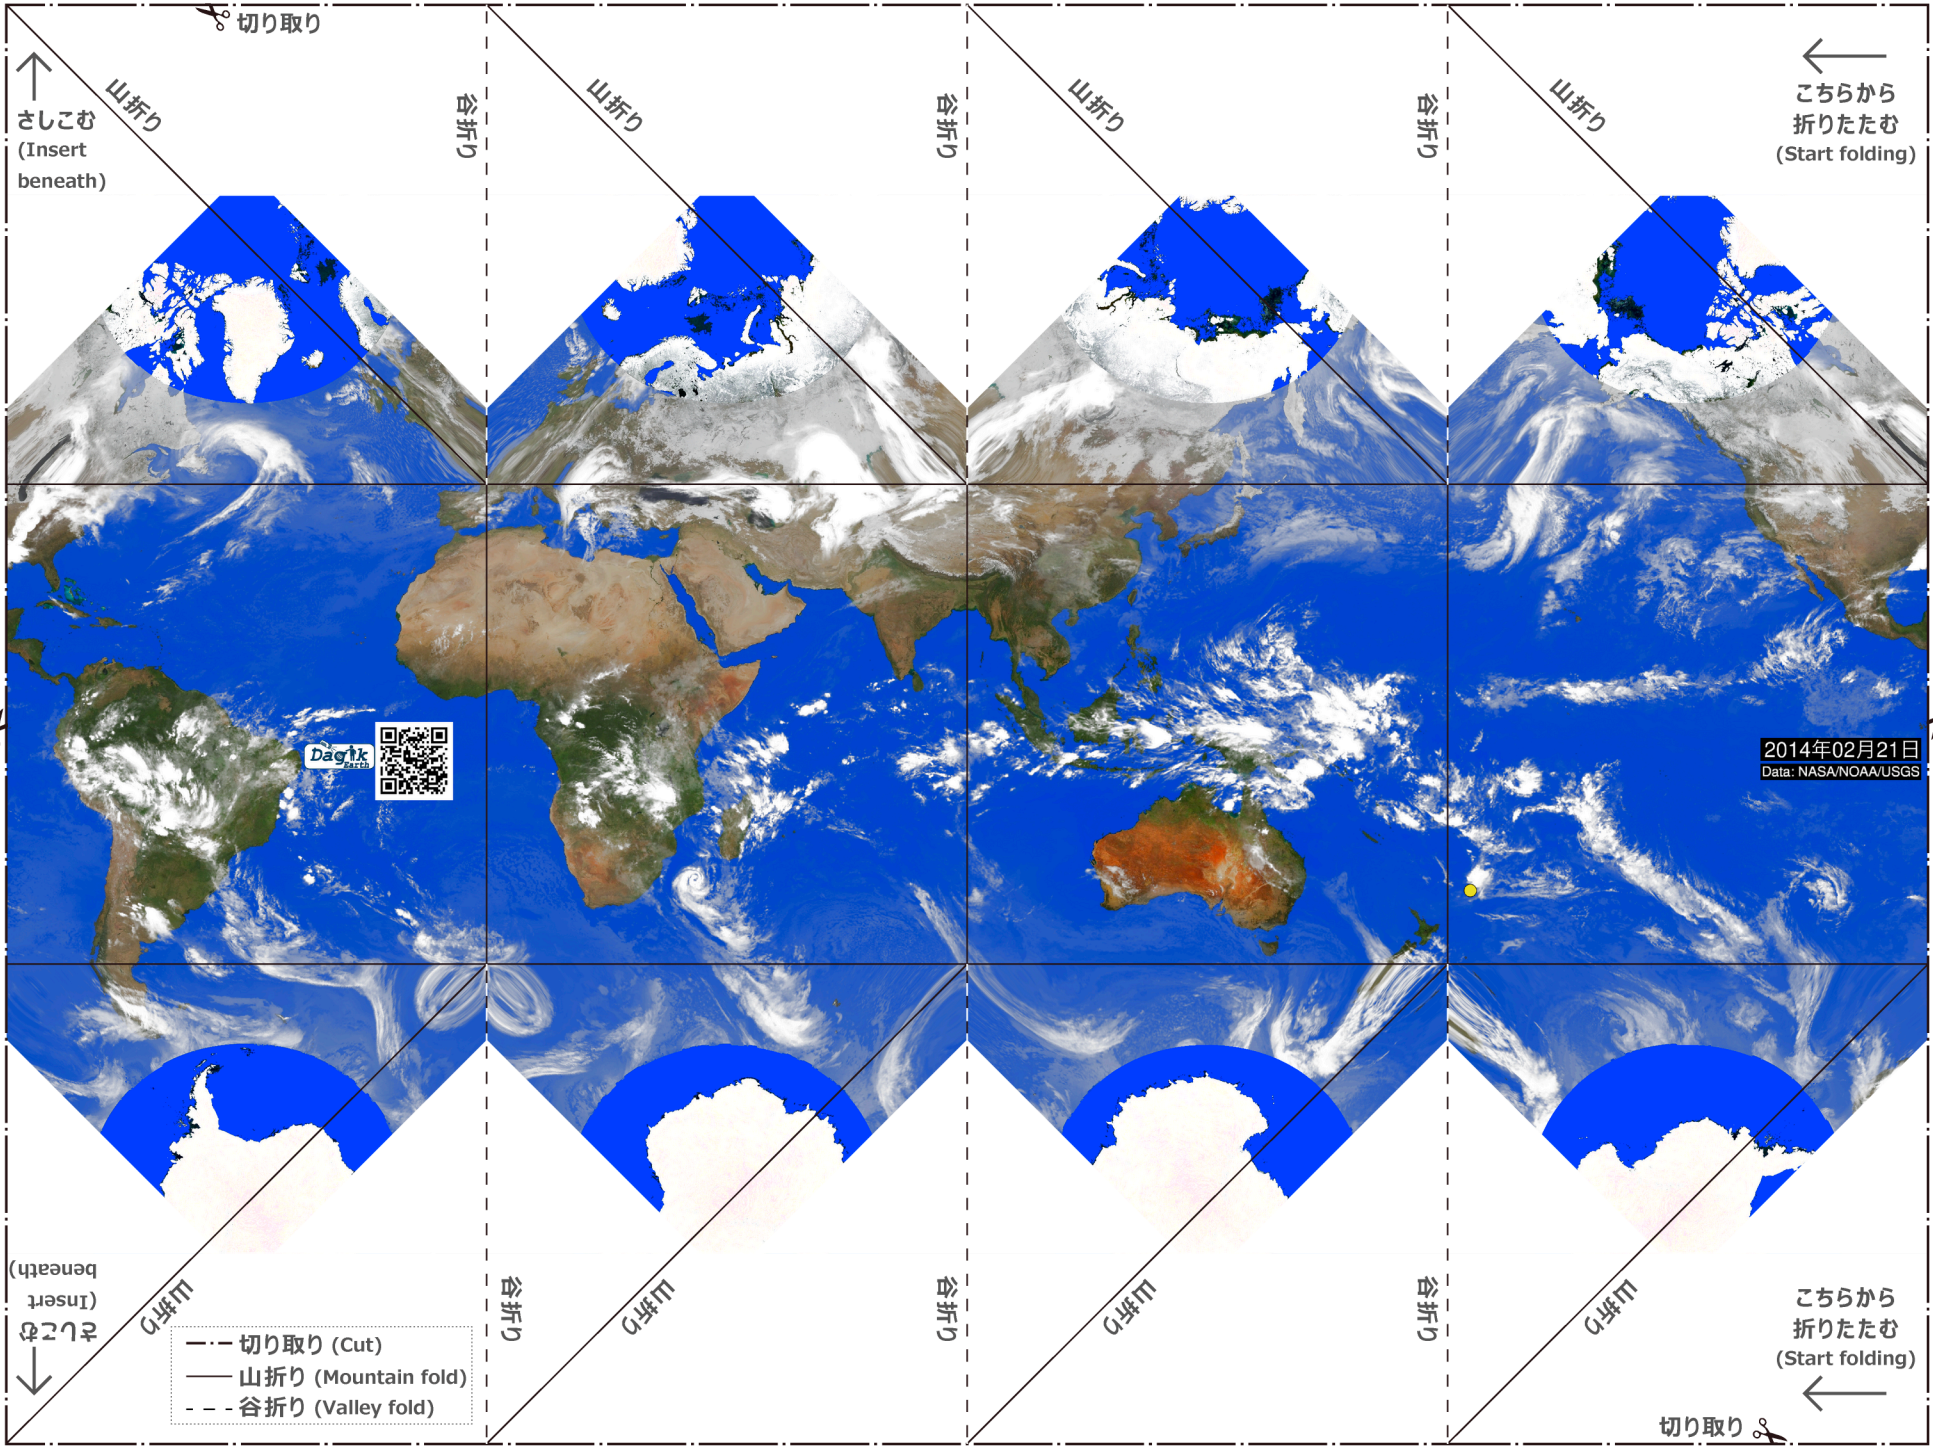 切り取り
山折り
谷折り
山折り
谷折り
山折り
谷折り
山折り
さしこむ
(Insert
beneath)
こちらから
折りたたむ
(Start folding)
Dagik
Earth
2014年02月21日
Data: NASA/NOAA/USGS
さしこむ
(Insert
beneath)
山折り
谷折り
山折り
谷折り
山折り
谷折り
山折り
こちらから
折りたたむ
(Start folding)
切り取り (Cut)
山折り (Mountain fold)
谷折り (Valley fold)
切り取り